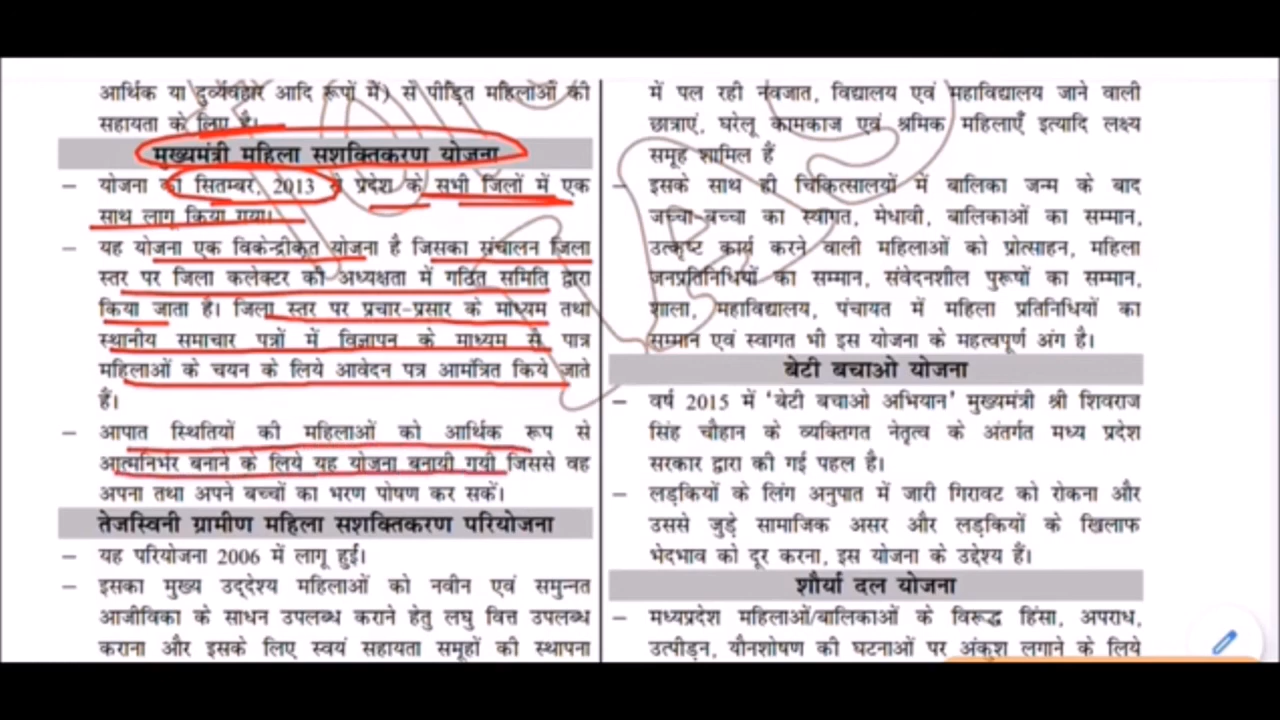 आर्थिक या दुर्व्यवहार आदि रूपों में) से पीड़ित महिलाओं की
सहायता के लिए है।
मुख्यमंत्री महिला सशक्तिकरण योजना
– योजना का सितम्बर, 2013 से प्रदेश के सभी जिलों में एक
साथ लागू किया गया।
– यह योजना एक विकेन्द्रीकृत योजना है जिसका संचालन जिला
स्तर पर जिला कलेक्टर की अध्यक्षता में गठित समिति द्वारा
किया जाता है। जिला स्तर पर प्रचार-प्रसार के माध्यम तथा
स्थानीय समाचार पत्रों में विज्ञापन के माध्यम से पात्र
महिलाओं के चयन के लिये आवेदन पत्र आमंत्रित किये जाते
हैं।
– आपात स्थितियों की महिलाओं को आर्थिक रूप से
आत्मनिर्भर बनाने के लिये यह योजना बनायी गयी जिससे वह
अपना तथा अपने बच्चों का भरण पोषण कर सकें।
तेजस्विनी ग्रामीण महिला सशक्तिकरण परियोजना
– यह परियोजना 2006 में लागू हुई।
– इसका मुख्य उद्देश्य महिलाओं को नवीन एवं समुन्नत
आजीविका के साधन उपलब्ध कराने हेतु लघु वित्त उपलब्ध
कराना और इसके लिए स्वयं सहायता समूहों की स्थापना
में पल रही नवजात, विद्यालय एवं महाविद्यालय जाने वाली
छात्राएं, घरेलू कामकाज एवं श्रमिक महिलाएँ इत्यादि लक्ष्य
समूह शामिल हैं
– इसके साथ ही चिकित्सालयों में बालिका जन्म के बाद
जच्चा-बच्चा का स्वागत, मेधावी, बालिकाओं का सम्मान,
उत्कृष्ट कार्य करने वाली महिलाओं को प्रोत्साहन, महिला
जनप्रतिनिधियों का सम्मान, संवेदनशील पुरूषों का सम्मान,
शाला, महाविद्यालय, पंचायत में महिला प्रतिनिधियों का
सम्मान एवं स्वागत भी इस योजना के महत्वपूर्ण अंग है।
बेटी बचाओ योजना
– वर्ष 2015 में ‘बेटी बचाओ अभियान’ मुख्यमंत्री श्री शिवराज
सिंह चौहान के व्यक्तिगत नेतृत्व के अंतर्गत मध्य प्रदेश
सरकार द्वारा की गई पहल है।
– लड़कियों के लिंग अनुपात में जारी गिरावट को रोकना और
उससे जुड़े सामाजिक असर और लड़कियों के खिलाफ
भेदभाव को दूर करना, इस योजना के उद्देश्य हैं।
शौर्या दल योजना
– मध्यप्रदेश महिलाओं/बालिकाओं के विरूद्ध हिंसा, अपराध,
उत्पीड़न, यौनशोषण की घटनाओं पर अंकुश लगाने के लिये